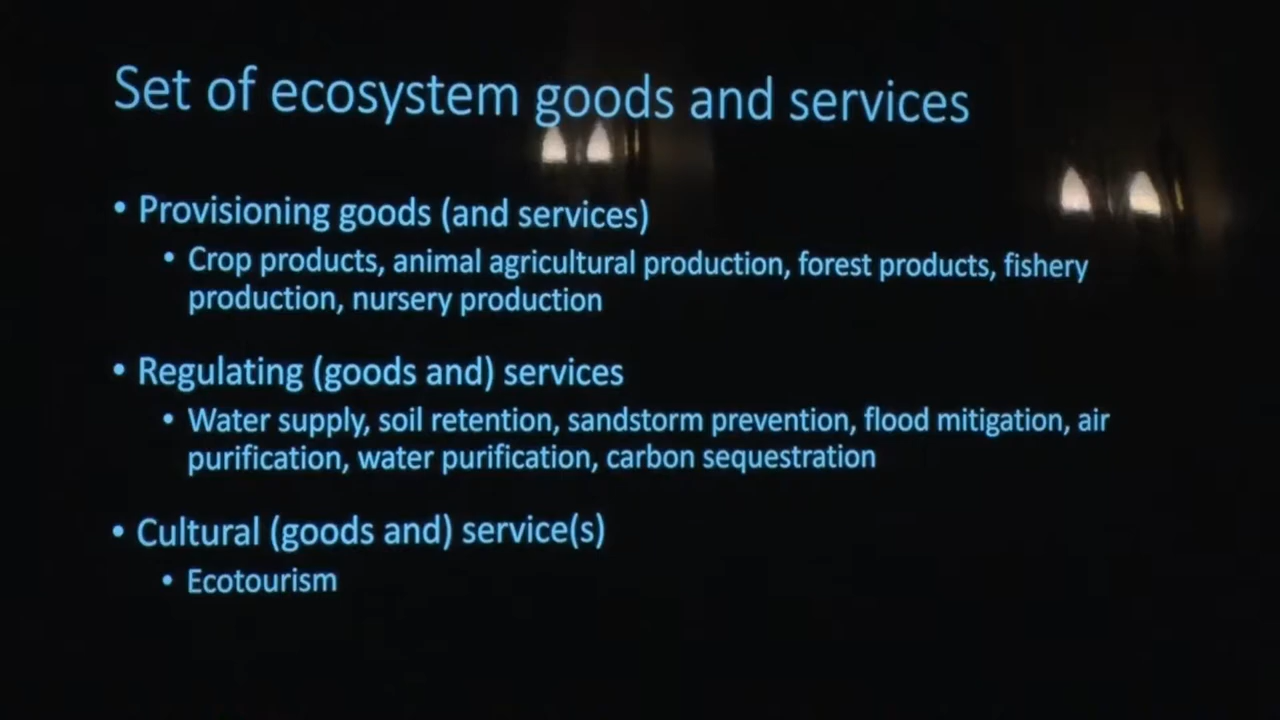 Set of ecosystem goods and services
• Provisioning goods (and services)
• Crop products, animal agricultural production, forest products, fishery
production, nursery production
• Regulating (goods and) services
• Water supply, soil retention, sandstorm prevention, flood mitigation, air
purification, water purification, carbon sequestration
• Cultural (goods and) service(s)
• Ecotourism